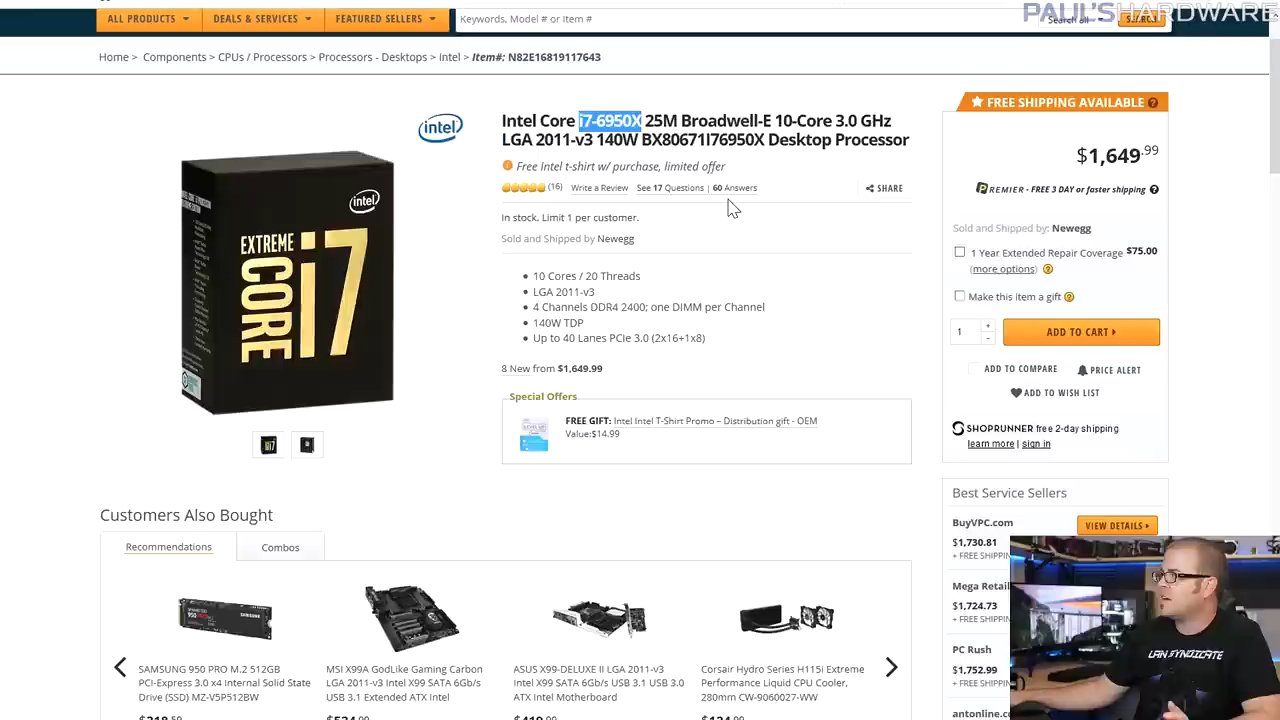 PAUL'S HARDWARE
ALL PRODUCTS
DEALS & SERVICES
FEATURED SELLERS
Keywords, Model # or Item #
Search all
SEARCH
Home > Components > CPUs / Processors > Processors - Desktops > Intel > Item#: N82E16819117643
intel
Intel Core i7-6950X 25M Broadwell-E 10-Core 3.0 GHz
LGA 2011-v3 140W BX80671I76950X Desktop Processor
Free Intel t-shirt w/ purchase, limited offer
(16) Write a Review See 17 Questions | 60 Answers
SHARE
In stock. Limit 1 per customer.
Sold and Shipped by Newegg
10 Cores / 20 Threads
LGA 2011-v3
4 Channels DDR4 2400; one DIMM per Channel
140W TDP
Up to 40 Lanes PCIe 3.0 (2x16+1x8)
8 New from $1,649.99
Special Offers
FREE GIFT: Intel Intel T-Shirt Promo – Distribution gift - OEM
Value:$14.99
intel
EXTREME
CORE
i7
FREE SHIPPING AVAILABLE
$1,649.99
PREMIER - FREE 3 DAY or faster shipping
Sold and Shipped by: Newegg
1 Year Extended Repair Coverage $75.00
(more options)
Make this item a gift
1
ADD TO CART
ADD TO COMPARE
PRICE ALERT
ADD TO WISH LIST
SHOPRUNNER free 2-day shipping
learn more | sign in
Best Service Sellers
BuyVPC.com
VIEW DETAILS
$1,730.81
+ FREE SHIPPIN
Mega Retail
$1,724.73
+ FREE SHIPPIN
PC Rush
$1,752.99
+ FREE SHIPPIN
antonline.com
Customers Also Bought
Recommendations
Combos
SAMSUNG 950 PRO M.2 512GB
PCI-Express 3.0 x4 Internal Solid State
Drive (SSD) MZ-V5P512BW
MSI X99A GodLike Gaming Carbon
LGA 2011-v3 Intel X99 SATA 6Gb/s
USB 3.1 Extended ATX Intel
ASUS X99-DELUXE II LGA 2011-v3
Intel X99 SATA 6Gb/s USB 3.1 USB 3.0
ATX Intel Motherboard
Corsair Hydro Series H115i Extreme
Performance Liquid CPU Cooler,
280mm CW-9060027-WW
LAN SYNDICATE